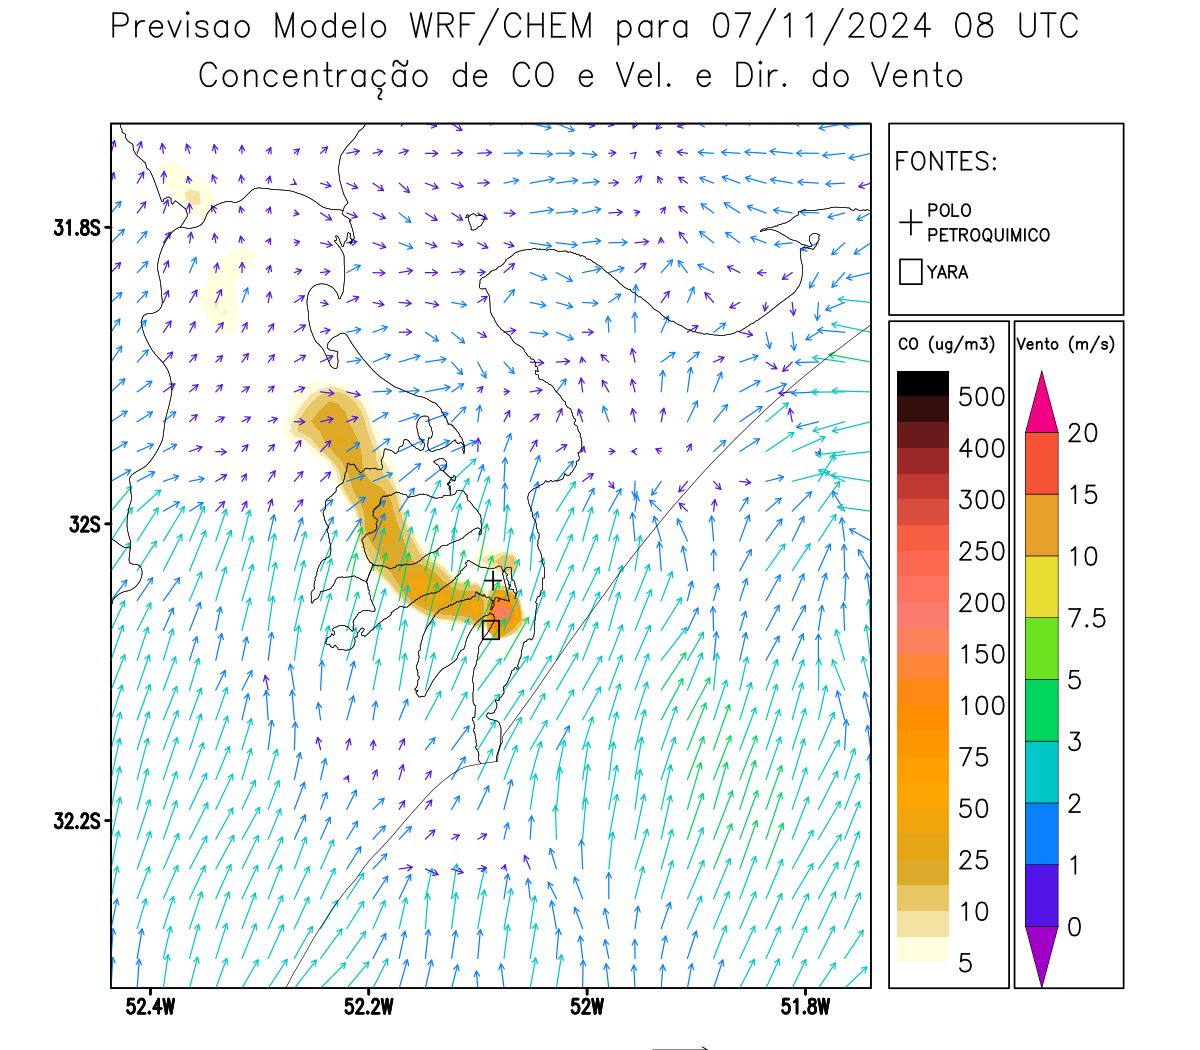 Previsao Modelo WRF/CHEM para 07/11/2024 08 UTC
Concentração de CO e Vel. e Dir. do Vento
FONTES:
POLO
PETROQUIMICO
YARA
CO (ug/m3)
500
400
300
250
200
150
100
75
50
25
10
5
Vento (m/s)
20
15
10
7.5
5
3
2
1
0
31.8S
32S
32.2S
52.4W
52.2W
52W
51.8W